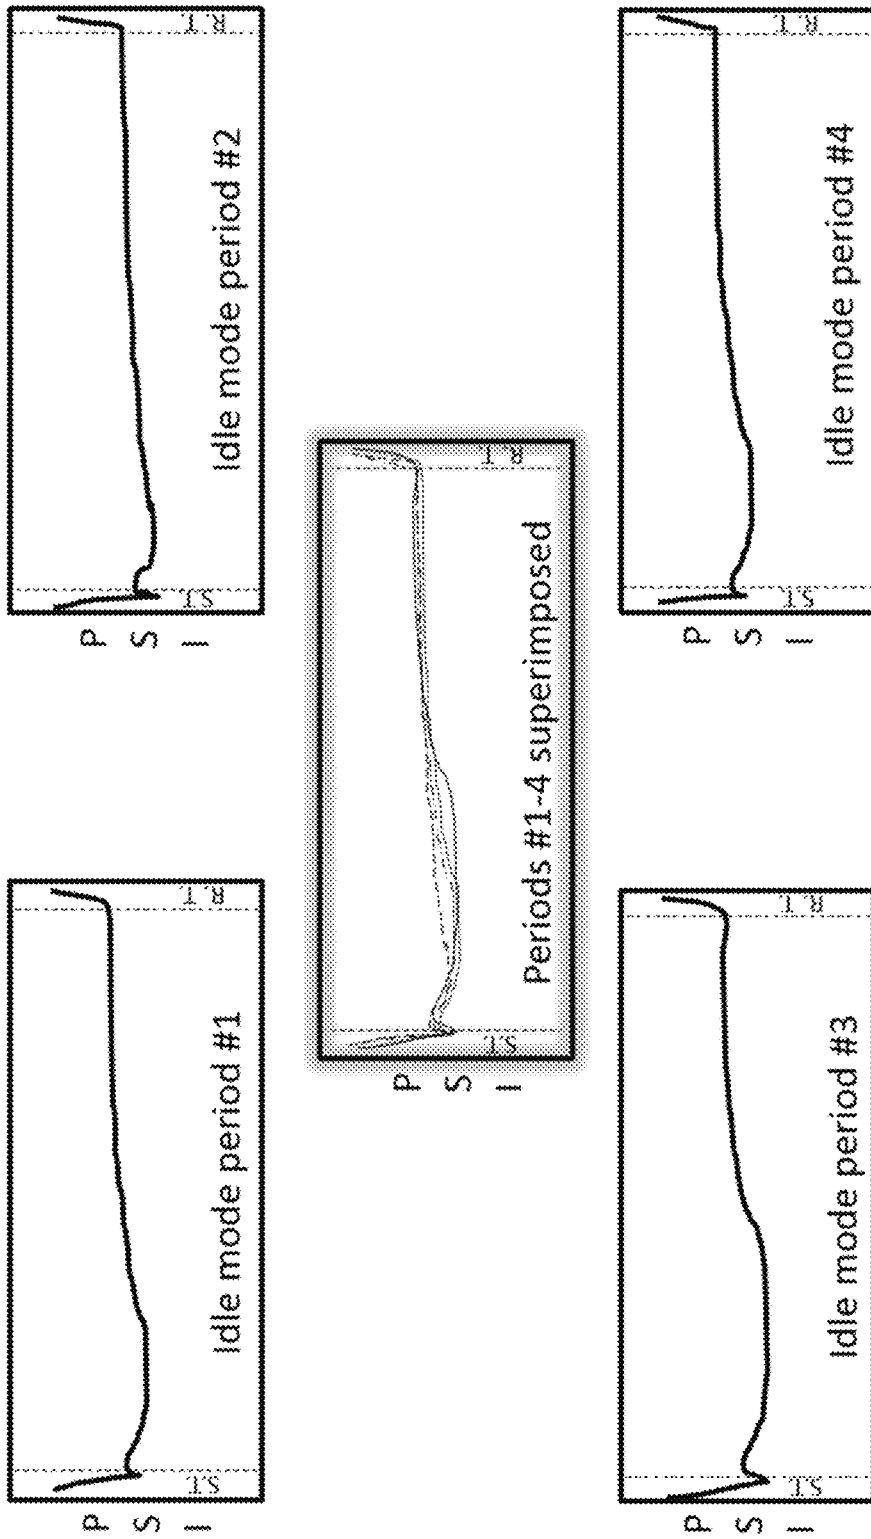 P
S
I
S.T.
R.T.
Idle mode period #1
P
S
I
S.T.
R.T.
Idle mode period #2
P
S
I
S.T.
R.T.
Periods #1-4 superimposed
P
S
I
S.T.
R.T.
Idle mode period #3
P
S
I
S.T.
R.T.
Idle mode period #4